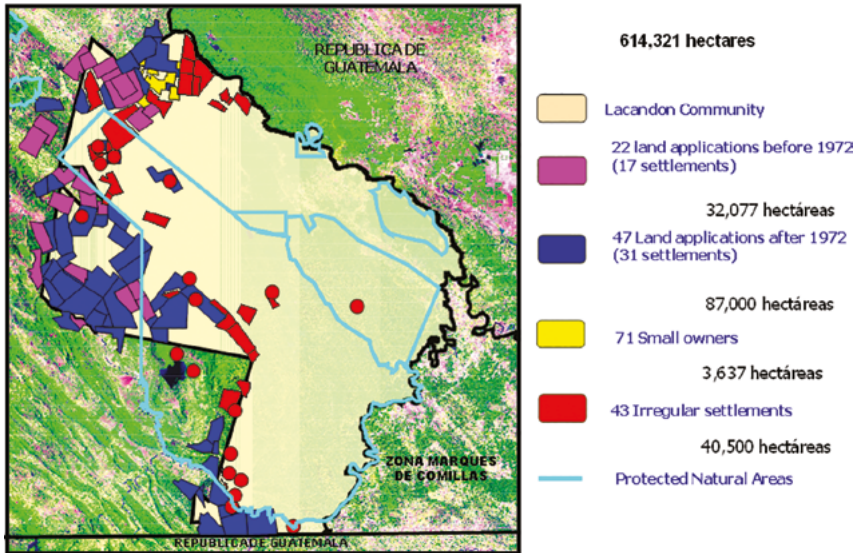 REPUBLICA DE
GUATEMALA
ZONA MARQUES
DE COMILLAS
REPUBLICA DE GUATEMALA
614,321 hectares
Lacandon Community
22 land applications before 1972
(17 settlements)
32,077 hectáreas
47 Land applications after 1972
(31 settlements)
87,000 hectáreas
71 Small owners
3,637 hectáreas
43 Irregular settlements
40,500 hectáreas
Protected Natural Areas